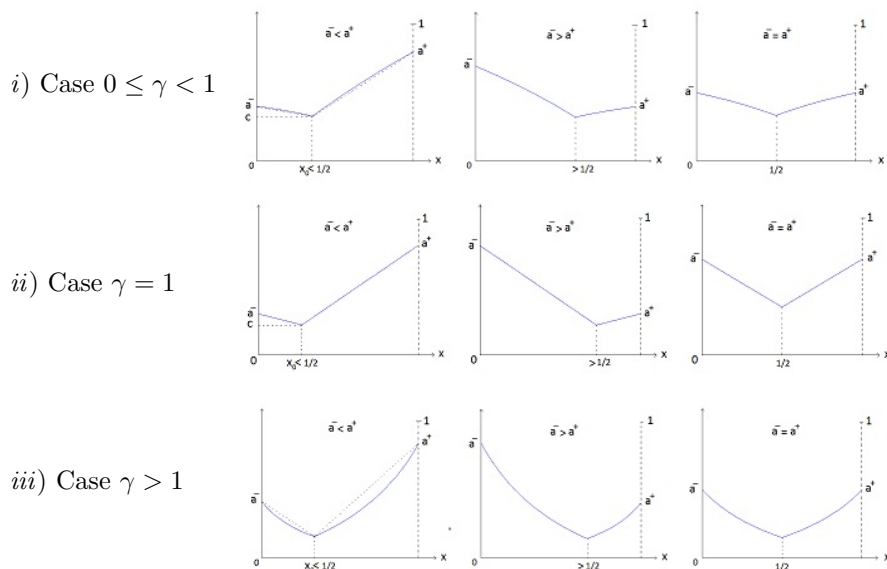 i) Case 0 ≤ γ < 1
a⁻ < a⁺
1
a⁺
a⁻
c
0
x₀< 1/2
x
a⁻ > a⁺
1
a⁻
a⁺
0
> 1/2
x
a⁻ = a⁺
1
a⁻
a⁺
0
1/2
x
ii) Case γ = 1
a⁻ < a⁺
1
a⁺
a⁻
c
0
x₀< 1/2
x
a⁻ > a⁺
1
a⁻
a⁺
0
> 1/2
x
a⁻ = a⁺
1
a⁻
a⁺
0
1/2
x
iii) Case γ > 1
a⁻ < a⁺
1
a⁺
a⁻
0
x₀< 1/2
x
a⁻ > a⁺
1
a⁻
a⁺
0
> 1/2
x
a⁻ = a⁺
1
a⁻
a⁺
0
1/2
x